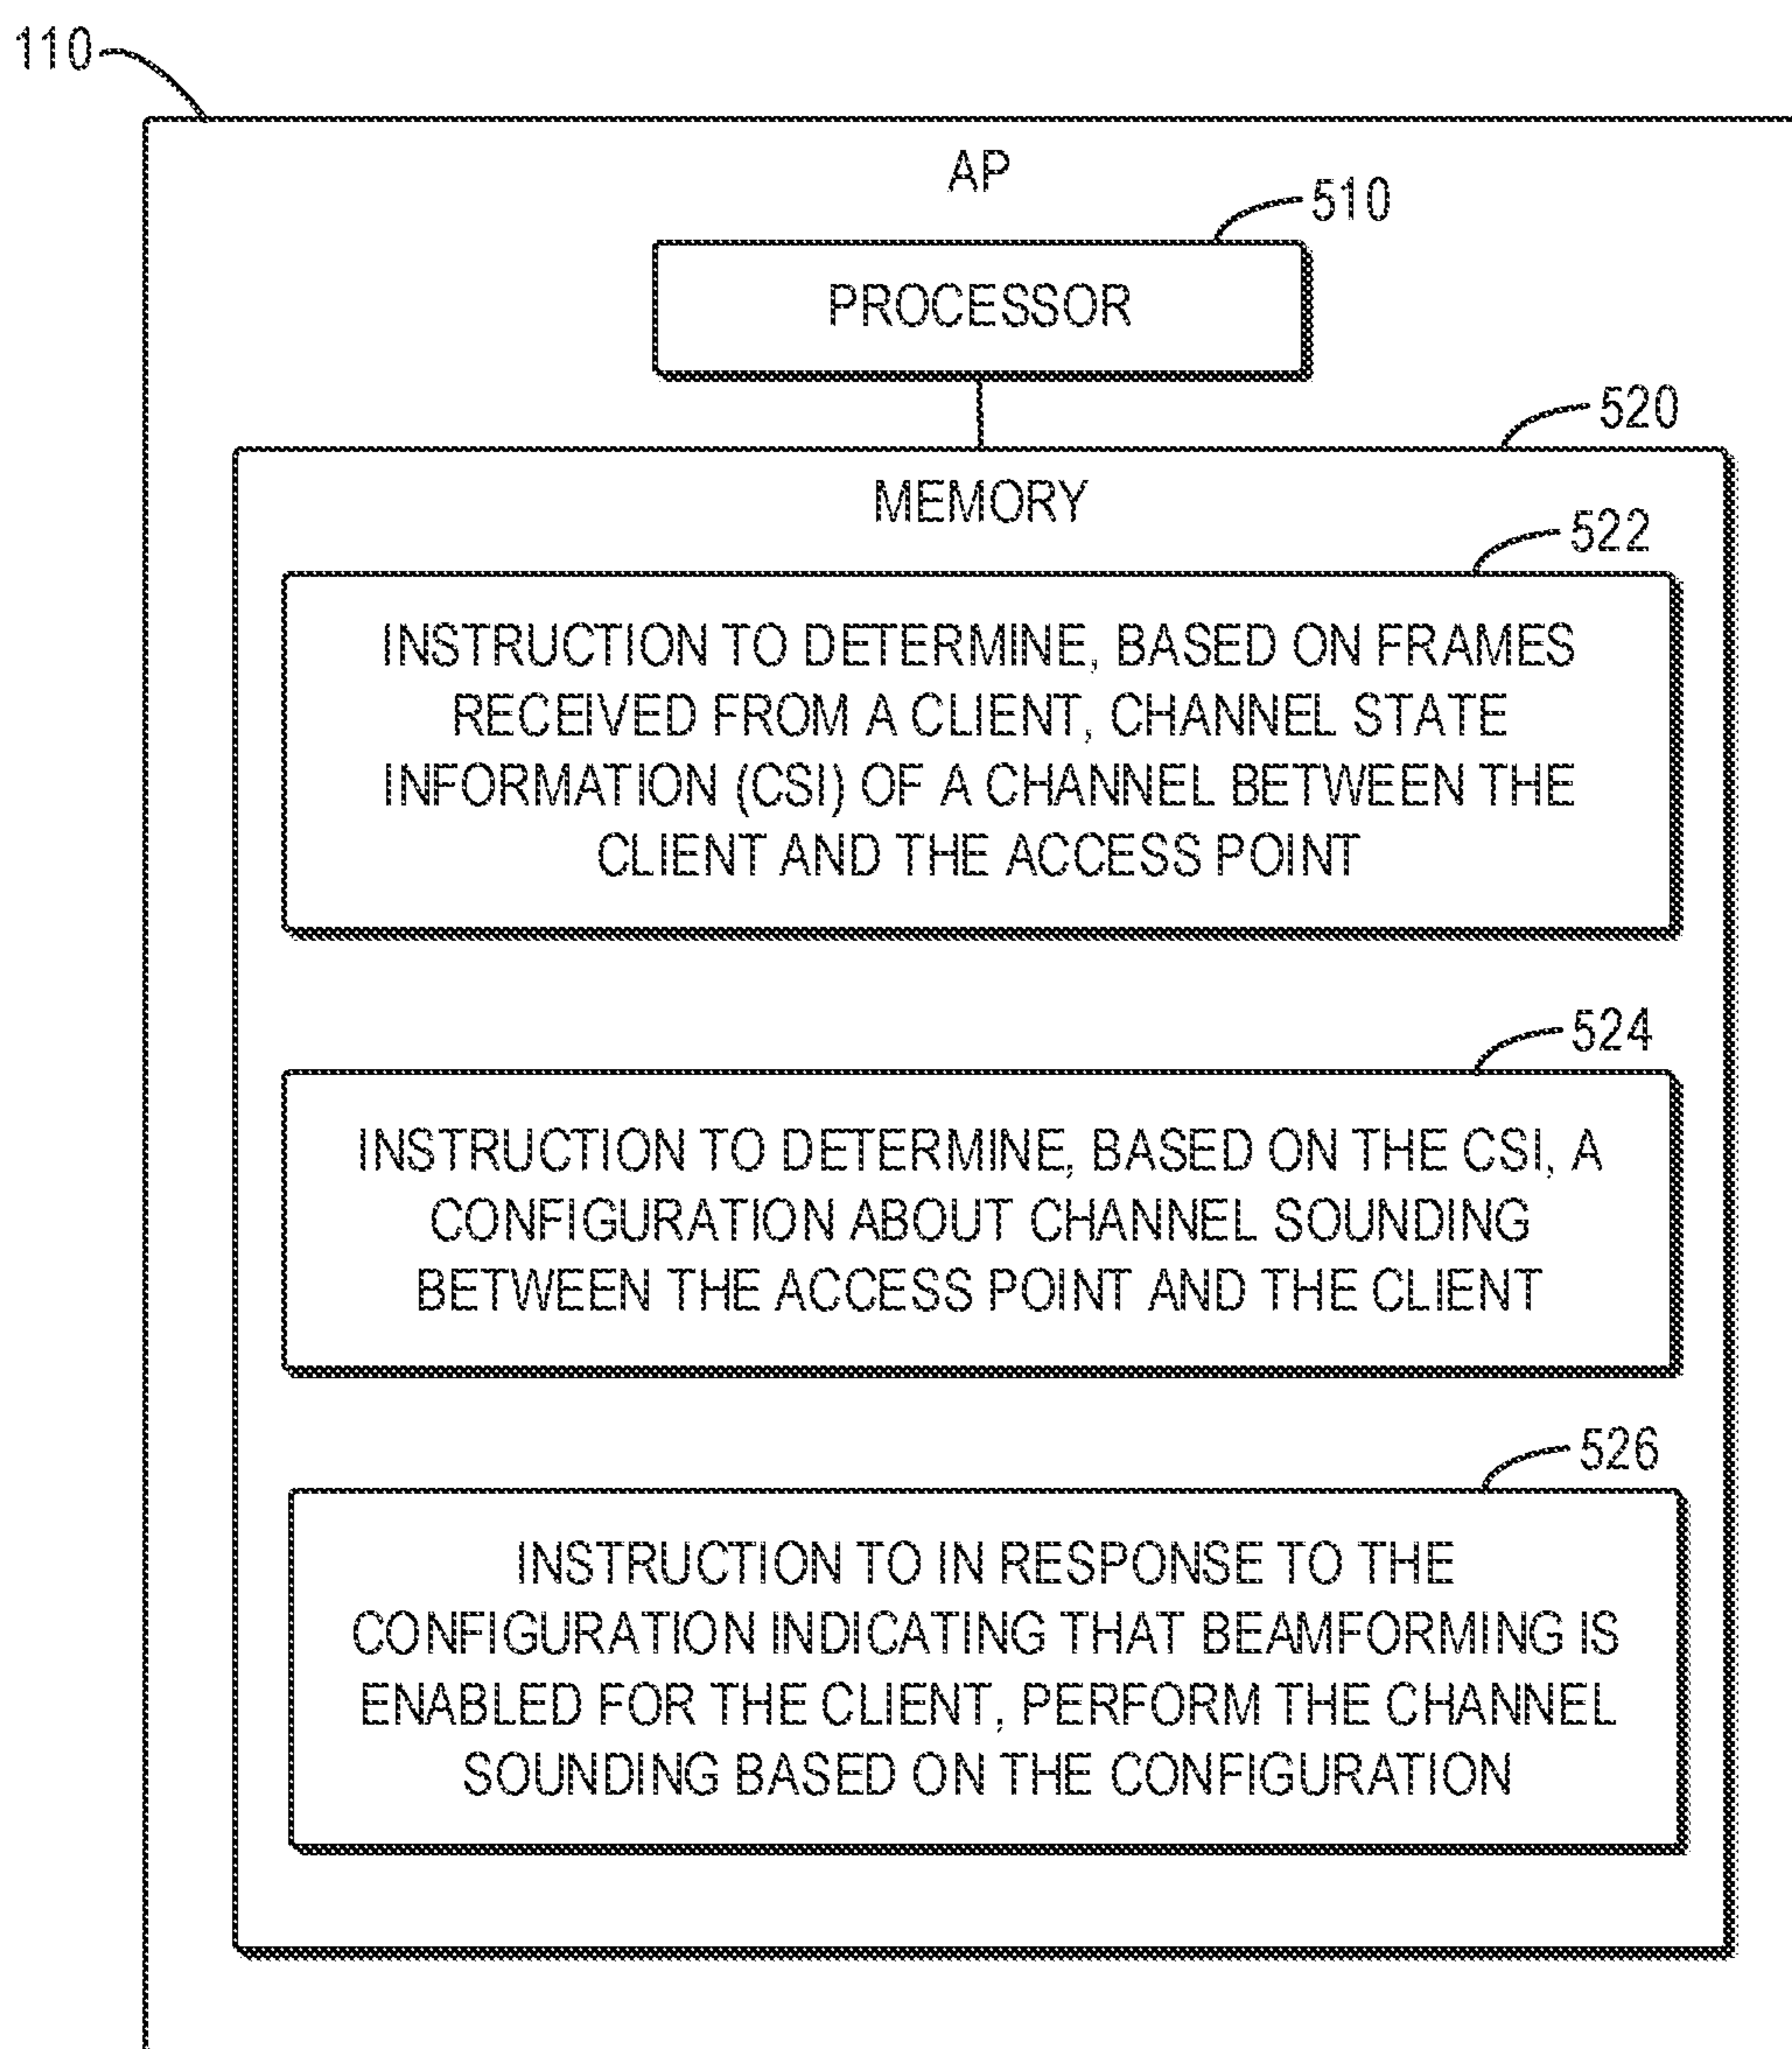 110
AP
510
PROCESSOR
520
MEMORY
522
INSTRUCTION TO DETERMINE, BASED ON FRAMES
RECEIVED FROM A CLIENT, CHANNEL STATE
INFORMATION (CSI) OF A CHANNEL BETWEEN THE
CLIENT AND THE ACCESS POINT
524
INSTRUCTION TO DETERMINE, BASED ON THE CSI, A
CONFIGURATION ABOUT CHANNEL SOUNDING
BETWEEN THE ACCESS POINT AND THE CLIENT
526
INSTRUCTION TO IN RESPONSE TO THE
CONFIGURATION INDICATING THAT BEAMFORMING IS
ENABLED FOR THE CLIENT, PERFORM THE CHANNEL
SOUNDING BASED ON THE CONFIGURATION